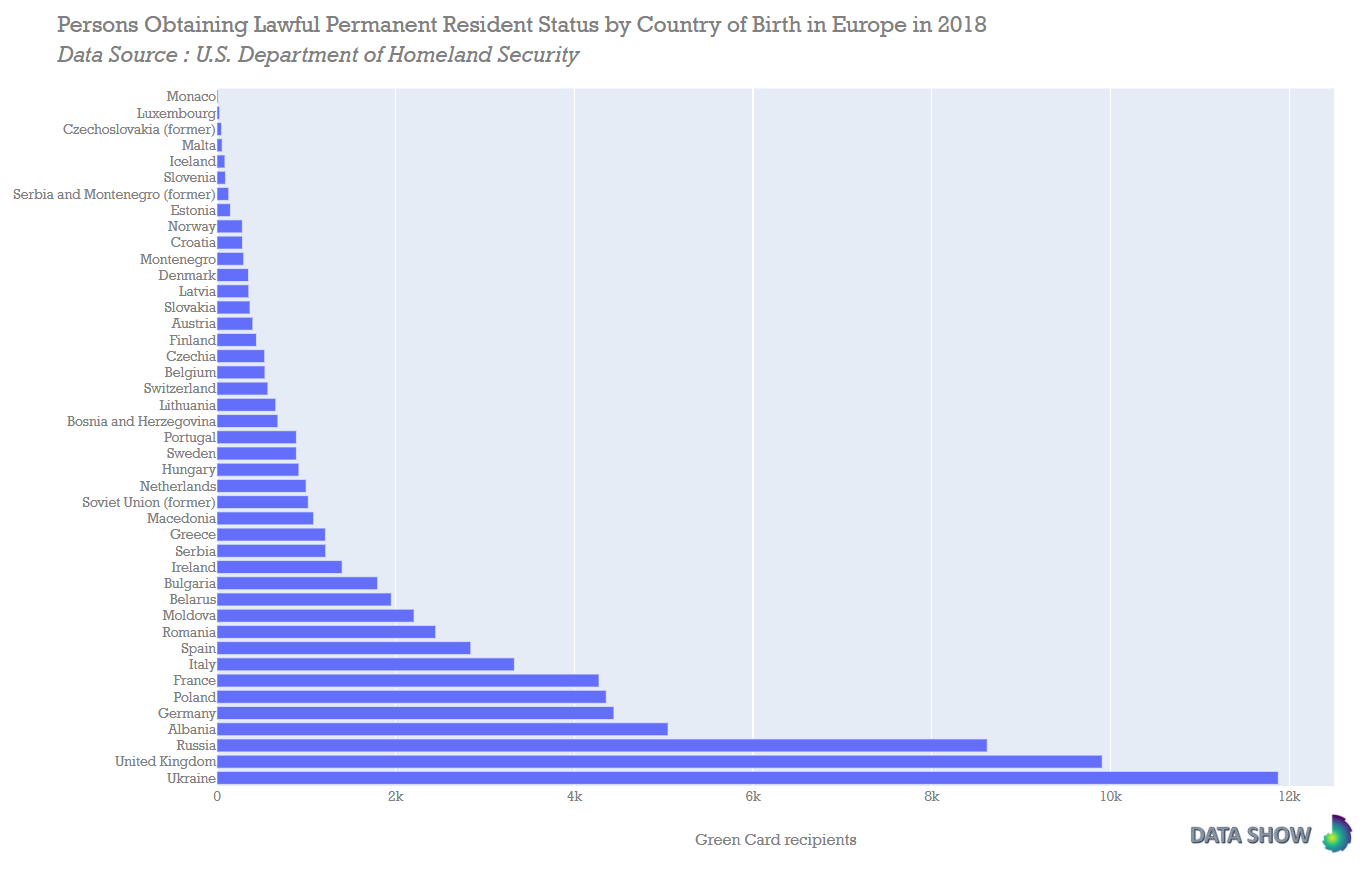 Persons Obtaining Lawful Permanent Resident Status by Country of Birth in Europe in 2018
Data Source : U.S. Department of Homeland Security
Monaco
Luxembourg
Czechoslovakia (former)
Malta
Iceland
Slovenia
Serbia and Montenegro (former)
Estonia
Norway
Croatia
Montenegro
Denmark
Latvia
Slovakia
Austria
Finland
Czechia
Belgium
Switzerland
Lithuania
Bosnia and Herzegovina
Portugal
Sweden
Hungary
Netherlands
Soviet Union (former)
Macedonia
Greece
Serbia
Ireland
Bulgaria
Belarus
Moldova
Romania
Spain
Italy
France
Poland
Germany
Albania
Russia
United Kingdom
Ukraine
0 2k 4k 6k 8k 10k 12k
Green Card recipients
DATA SHOW